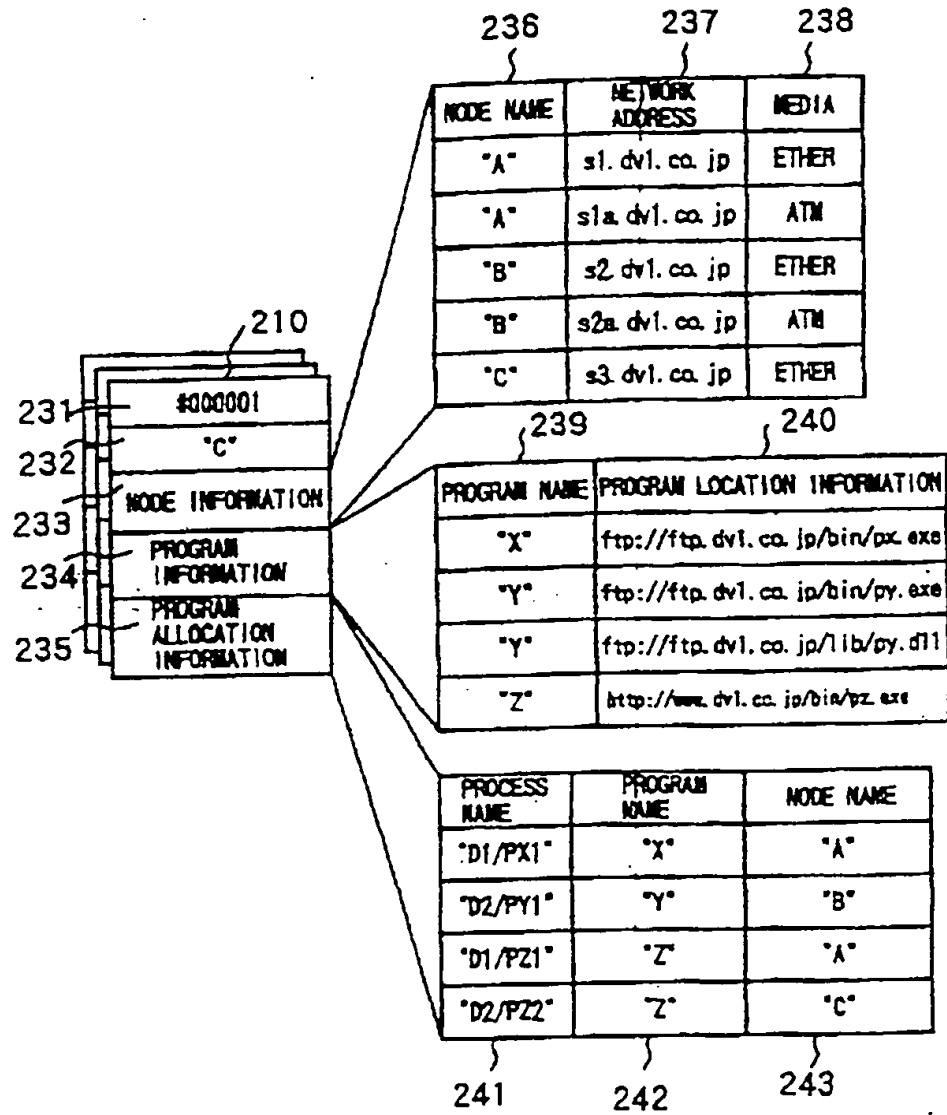 236 237 238
NODE NAME NETWORK ADDRESS MEDIA
"A" s1.dv1.co.jp ETHER
"A" s1a.dv1.co.jp ATM
"B" s2.dv1.co.jp ETHER
"B" s2a.dv1.co.jp ATM
"C" s3.dv1.co.jp ETHER
210
231 #000001
232 "C"
233 NODE INFORMATION
234 PROGRAM INFORMATION
235 PROGRAM ALLOCATION INFORMATION
239 240
PROGRAM NAME PROGRAM LOCATION INFORMATION
"X" ftp://ftp.dv1.co.jp/bin/px.exe
"Y" ftp://ftp.dv1.co.jp/bin/py.exe
"Y" ftp://ftp.dv1.co.jp/lib/py.dll
"Z" http://www.dv1.co.jp/bin/pz.exe
PROCESS NAME PROGRAM NAME NODE NAME
"D1/PX1" "X" "A"
"D2/PY1" "Y" "B"
"D1/PZ1" "Z" "A"
"D2/PZ2" "Z" "C"
241 242 243